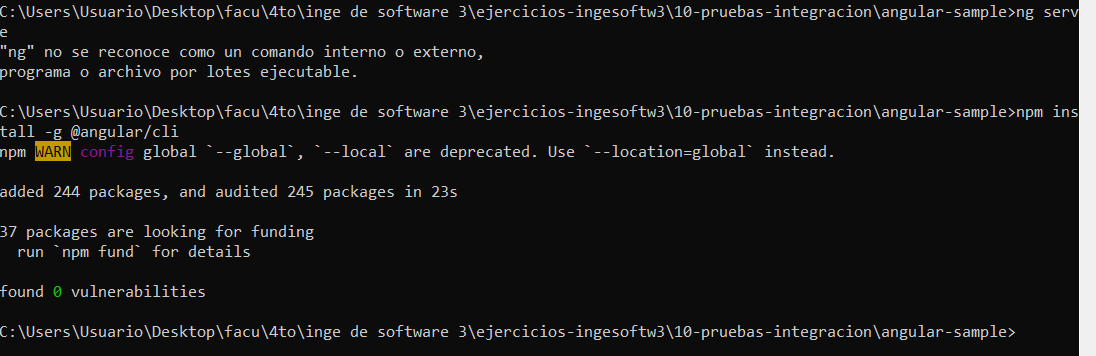 C:\Users\Usuario\Desktop\facu\4to\inge de software 3\ejercicios-ingesoftw3\10-pruebas-integracion\angular-sample>ng serv
e
"ng" no se reconoce como un comando interno o externo,
programa o archivo por lotes ejecutable.
C:\Users\Usuario\Desktop\facu\4to\inge de software 3\ejercicios-ingesoftw3\10-pruebas-integracion\angular-sample>npm ins
tall -g @angular/cli
npm WARN config global `--global`, `--local` are deprecated. Use `--location=global` instead.
added 244 packages, and audited 245 packages in 23s
37 packages are looking for funding
  run `npm fund` for details
found 0 vulnerabilities
C:\Users\Usuario\Desktop\facu\4to\inge de software 3\ejercicios-ingesoftw3\10-pruebas-integracion\angular-sample>